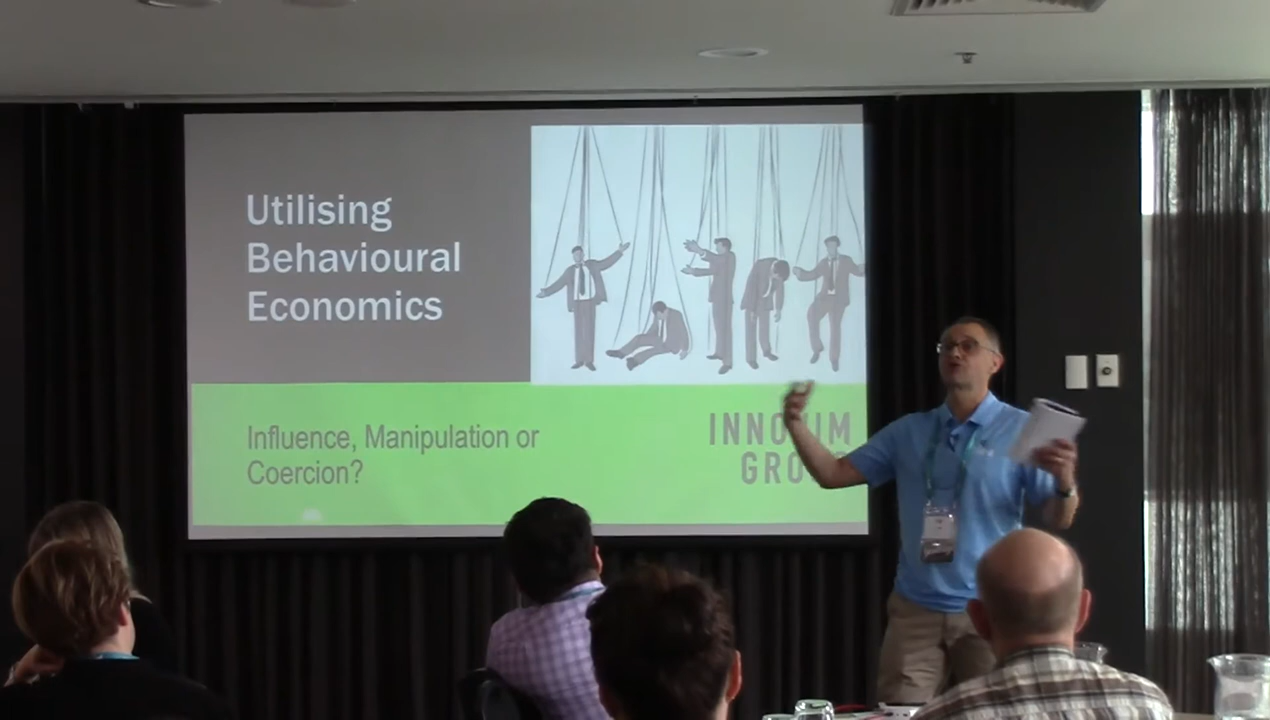 Utilising
Behavioural
Economics
Influence, Manipulation or
Coercion?